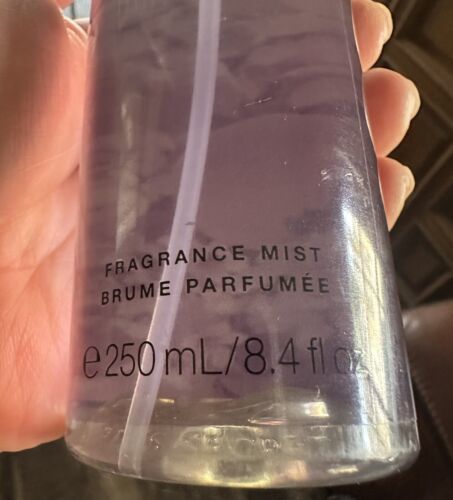 FRAGRANCE MIST
BRUME PARFUMÉE
℮ 250 mL/8.4 fl oz